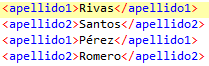 <apellido1>Rivas</apellido1>
<apellido2>Santos</apellido2>
<apellido1>Pérez</apellido1>
<apellido2>Romero</apellido2>